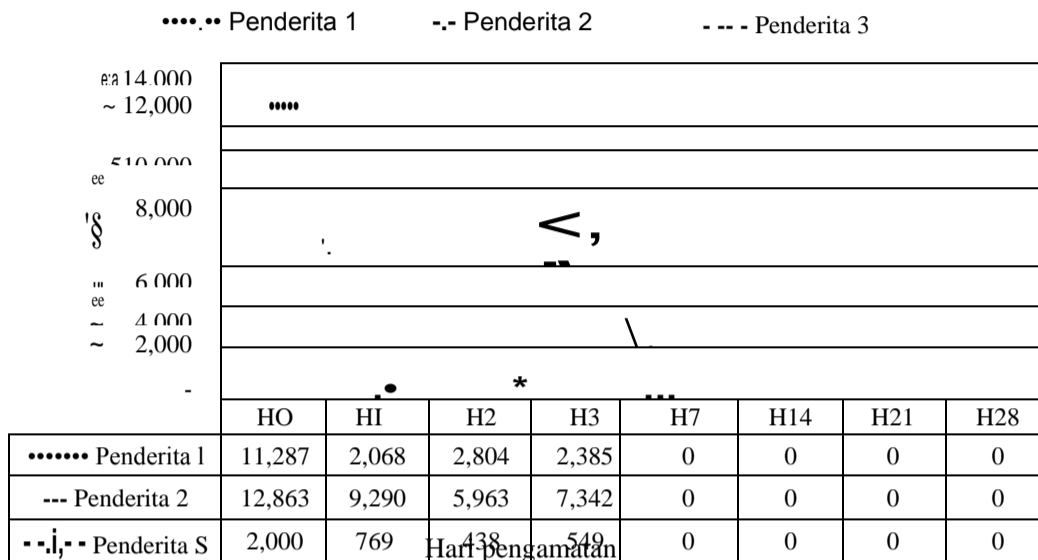 ••••.•• Penderita 1 -.- Penderita 2 - -- - Penderita 3
14.000
~ 12,000
510.000
8,000
6.000
~ 4.000
~ 2,000
-
HO HI H2 H3 H7 H14 H21 H28
••••••• Penderita l 11,287 2,068 2,804 2,385 0 0 0 0
--- Penderita 2 12,863 9,290 5,963 7,342 0 0 0 0
- -.i,- - Penderita S 2,000 769 438 549 0 0 0 0
Hari pengamatan